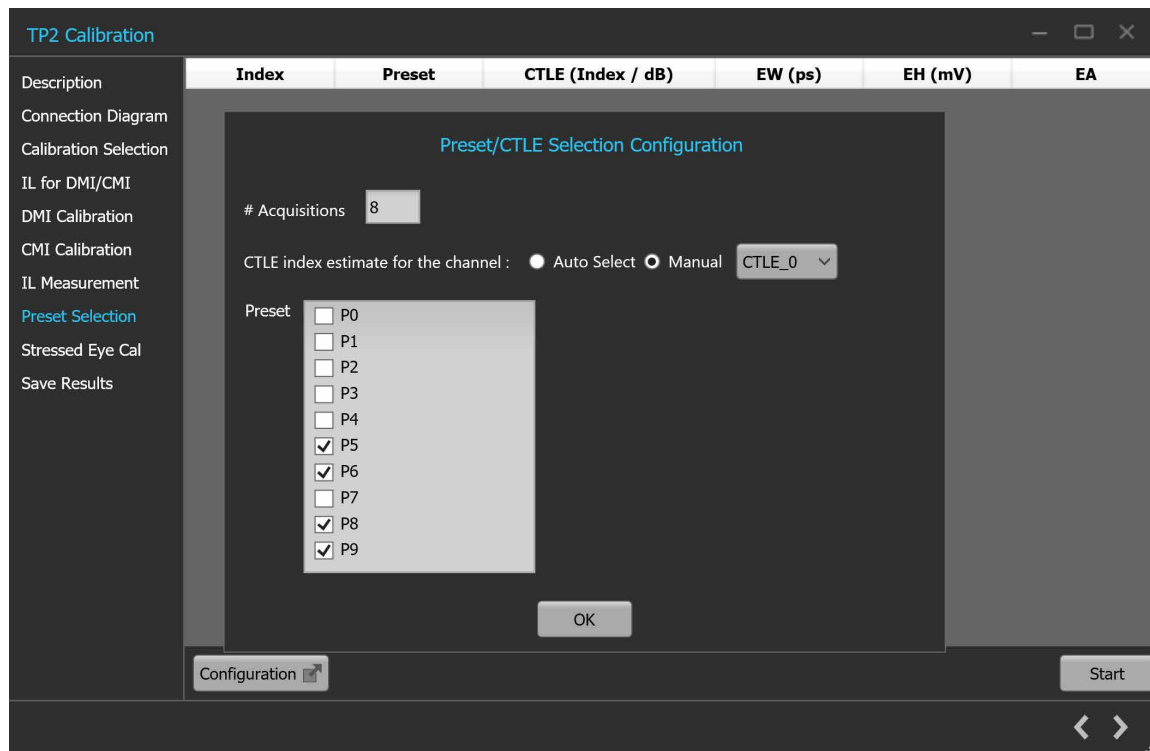 TP2 Calibration
Description
Connection Diagram
Calibration Selection
IL for DMI/CMI
DMI Calibration
CMI Calibration
IL Measurement
Preset Selection
Stressed Eye Cal
Save Results
Index Preset CTLE (Index / dB) EW (ps) EH (mV) EA
Preset/CTLE Selection Configuration
# Acquisitions 8
CTLE index estimate for the channel : Auto Select Manual CTLE_0
Preset
P0
P1
P2
P3
P4
P5
P6
P7
P8
P9
OK
Configuration
Start